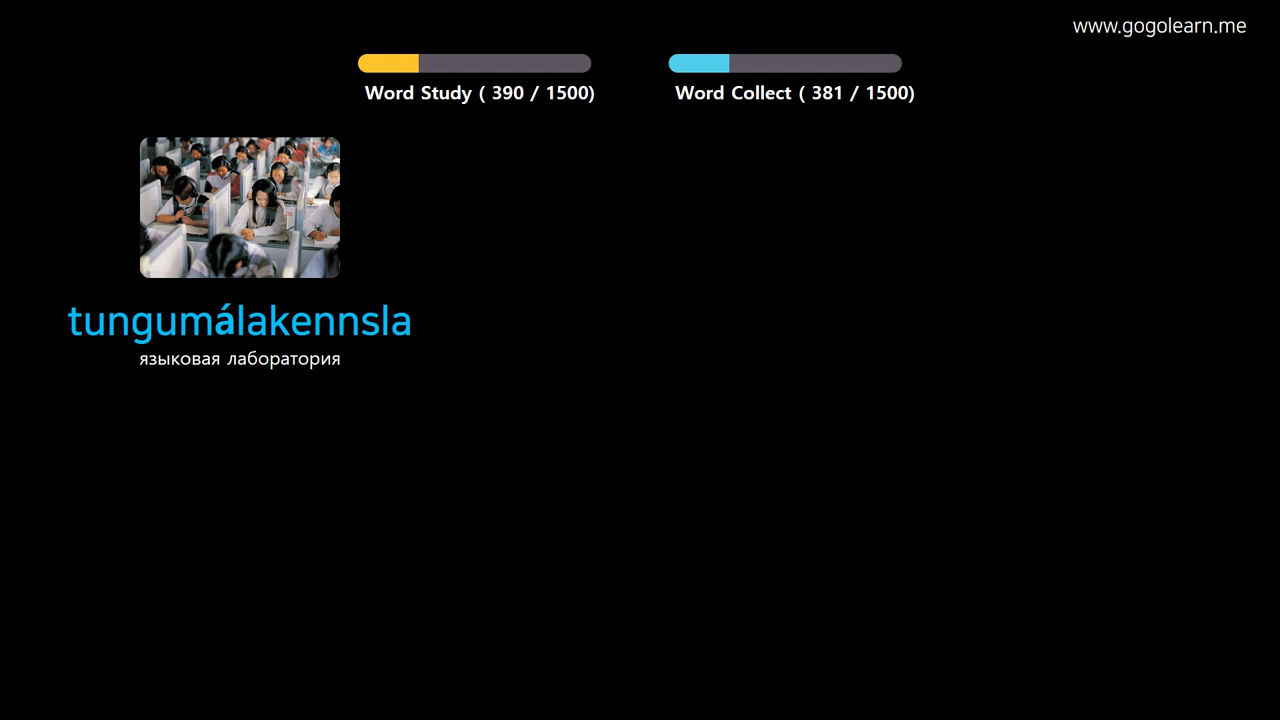 www.gogolearn.me
Word Study ( 390 / 1500)
Word Collect ( 381 / 1500)
tungumálakennsla
языковая лаборатория